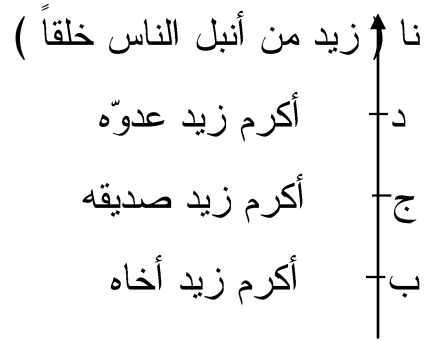 نا ( زيد من أنبل الناس خلقاً )
د أكرم زيد عدوّه
ج أكرم زيد صديقه
ب أكرم زيد أخاه